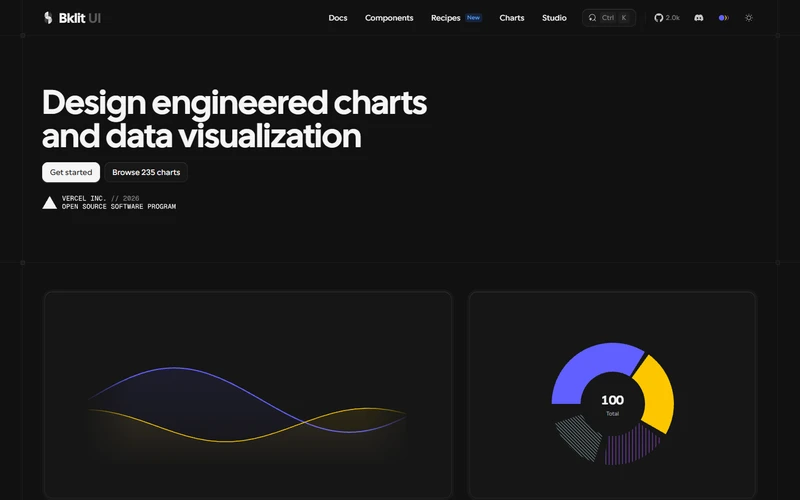 Bklit UI
Docs
Components
Recipes New
Charts
Studio
Ctrl K
2.0k
Design engineered charts
and data visualization
Get started
Browse 235 charts
VERCEL INC. // 2026
OPEN SOURCE SOFTWARE PROGRAM
100
Total